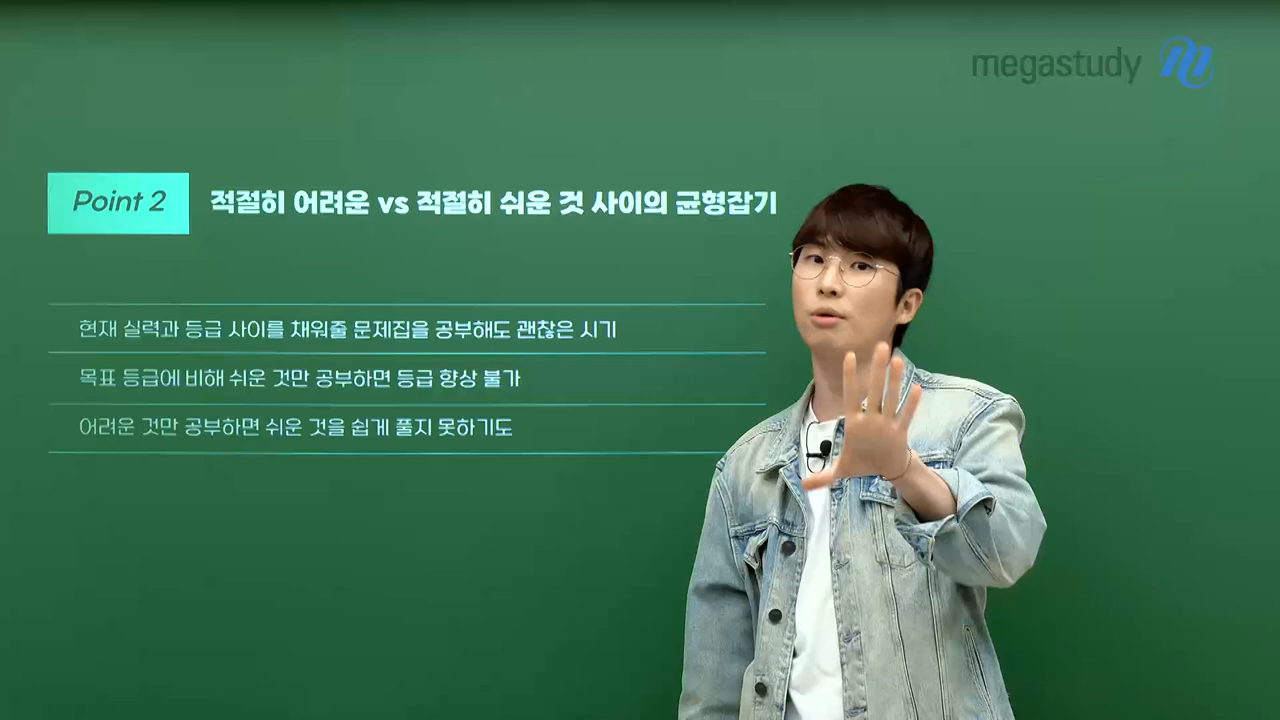 megastudy
Point 2
적절히 어려운 vs 적절히 쉬운 것 사이의 균형잡기
현재 실력과 등급 사이를 채워줄 문제집을 공부해도 괜찮은 시기
목표 등급에 비해 쉬운 것만 공부하면 등급 향상 불가
어려운 것만 공부하면 쉬운 것을 쉽게 풀지 못하기도